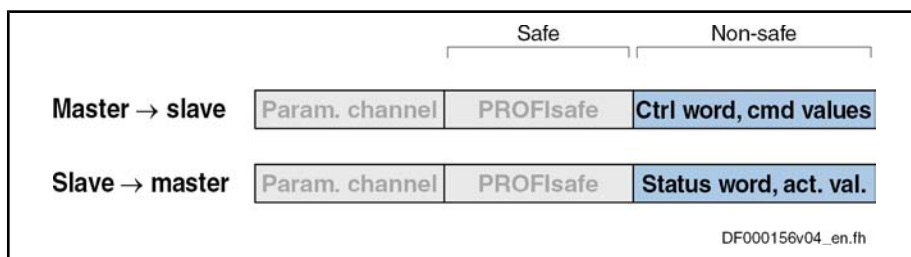 Safe Non-safe
Master → slave Param. channel PROFIsafe Ctrl word, cmd values
Slave → master Param. channel PROFIsafe Status word, act. val.
DF000156v04_en.fh